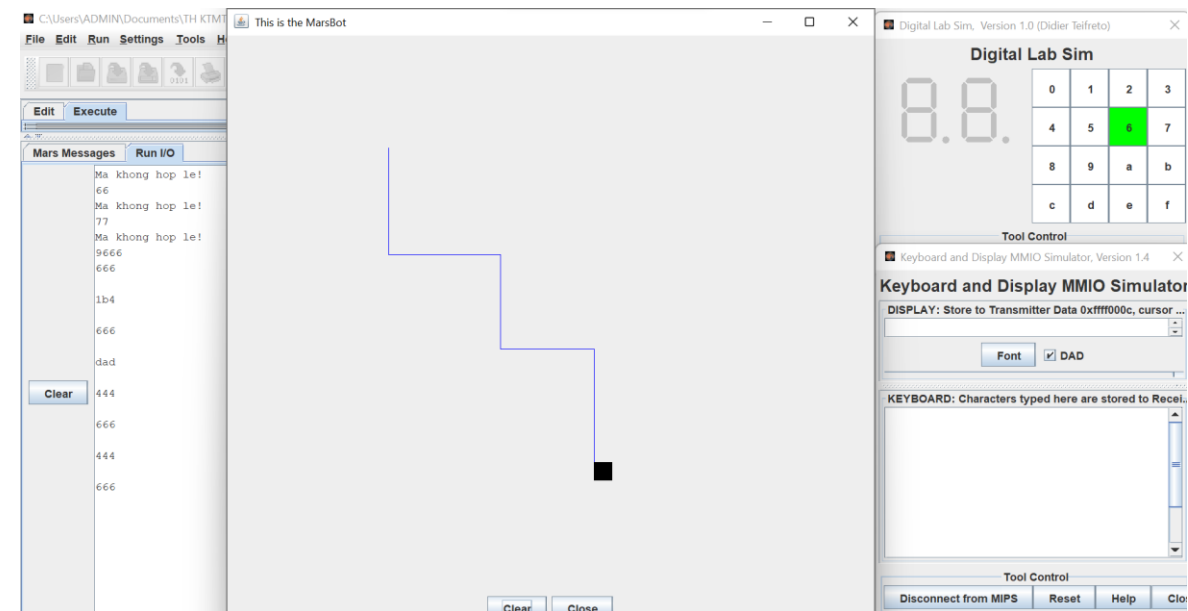 C:\Users\ADMIN\Documents\TH KTMT
File Edit Run Settings Tools
Edit Execute
Mars Messages Run I/O
Ma khong hop le!
66
Ma khong hop le!
77
Ma khong hop le!
9666
666
1b4
666
dad
444
666
444
666
Clear
This is the MarsBot
Clear Close
Digital Lab Sim, Version 1.0 (Didier Teifreto)
Digital Lab Sim
8.8.
0 1 2 3
4 5 6 7
8 9 a b
c d e f
Tool Control
Keyboard and Display MMIO Simulator, Version 1.4
Keyboard and Display MMIO Simulator
DISPLAY: Store to Transmitter Data 0xffff000c, cursor ...
Font DAD
KEYBOARD: Characters typed here are stored to Recei..
Tool Control
Disconnect from MIPS Reset Help Clo